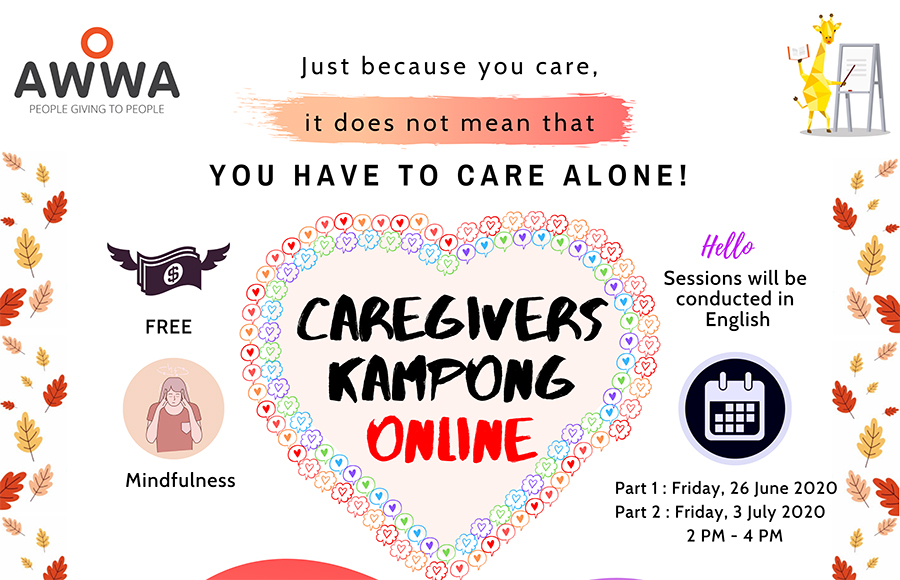 AWWA
PEOPLE GIVING TO PEOPLE
Just because you care,
it does not mean that
YOU HAVE TO CARE ALONE!
$
FREE
Mindfulness
CAREGIVERS
KAMPONG
ONLINE
Hello
Sessions will be
conducted in
English
Part 1 : Friday, 26 June 2020
Part 2 : Friday, 3 July 2020
2 PM - 4 PM